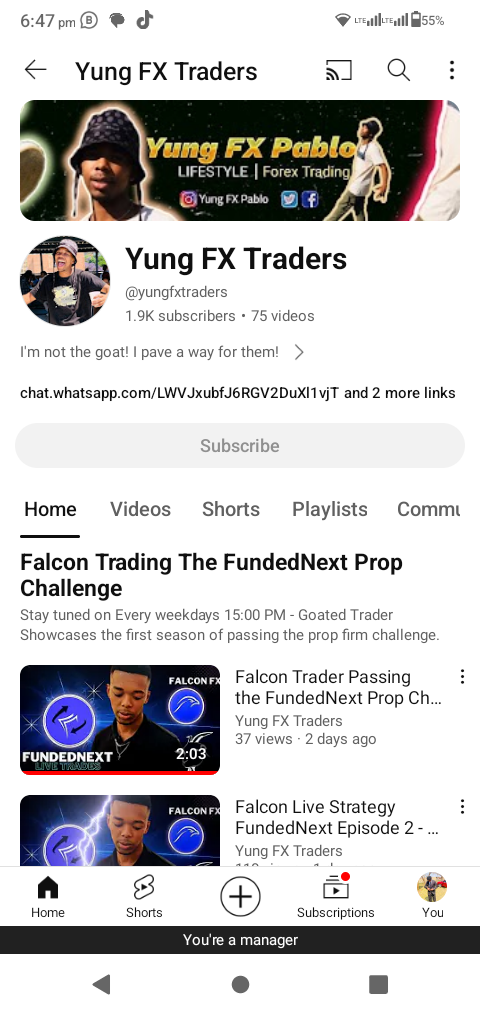 6:47 pm
LTE LTE 55%
Yung FX Traders
Yung FX Pablo
LIFESTYLE | Forex Trading
Yung FX Pablo
Yung FX Traders
@yungfxtraders
1.9K subscribers • 75 videos
I'm not the goat! I pave a way for them!
chat.whatsapp.com/LWVJxubfJ6RGV2DuXl1vjT and 2 more links
Subscribe
Home Videos Shorts Playlists Commu
Falcon Trading The FundedNext Prop
Challenge
Stay tuned on Every weekdays 15:00 PM - Goated Trader
Showcases the first season of passing the prop firm challenge.
FALCON FX
FUNDEDNEXT
LIVE TRADES
2:03
Falcon Trader Passing
the FundedNext Prop Ch...
Yung FX Traders
37 views · 2 days ago
FALCON FX
Falcon Live Strategy
FundedNext Episode 2 - ...
Yung FX Traders
Home Shorts Subscriptions You
You're a manager